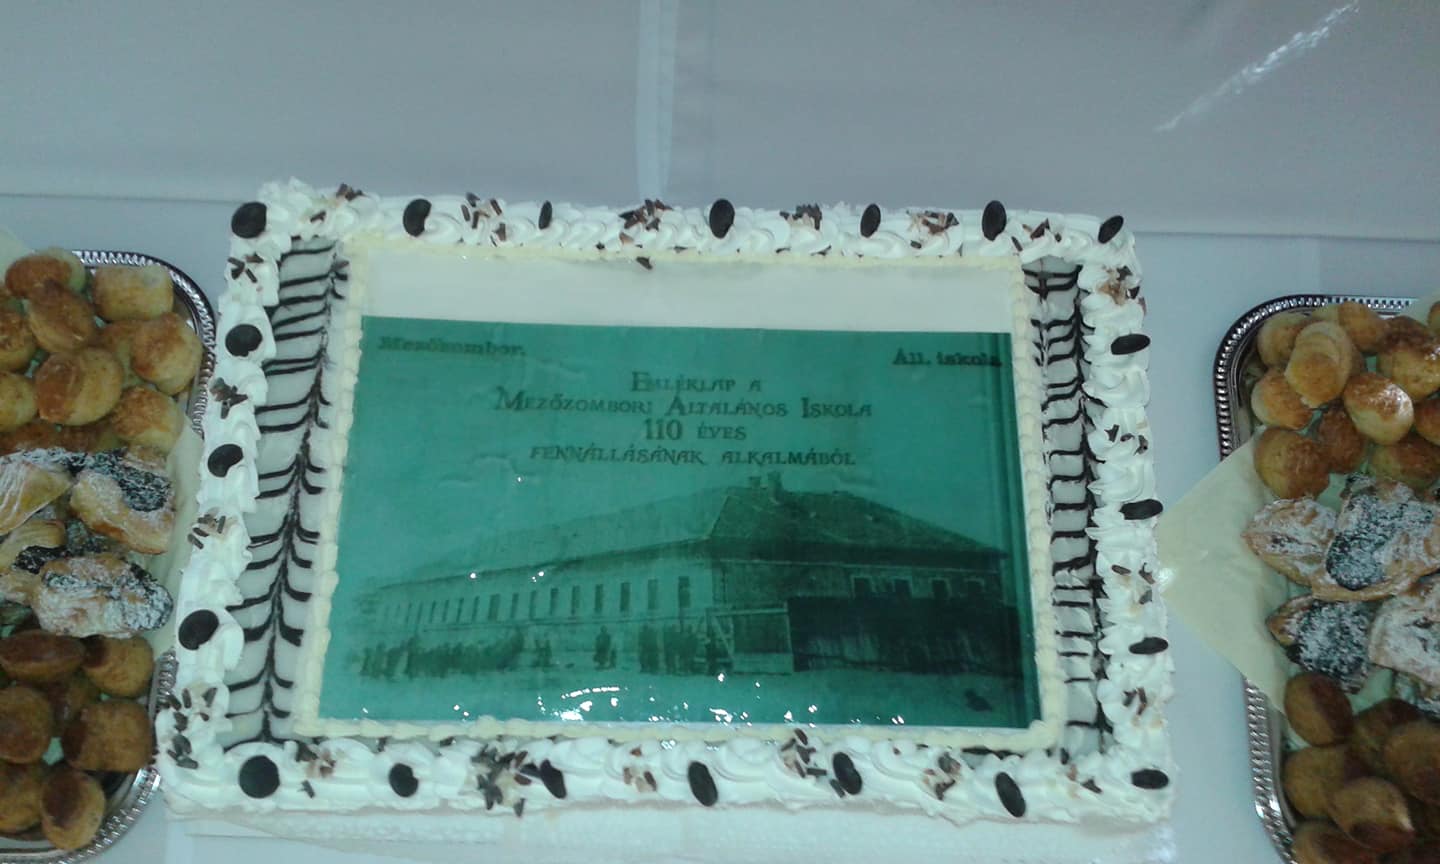 Mezőzombor.
Áll. iskola
Emléklap a
Mezőzombori Általános Iskola
110 éves
fennállásának alkalmából